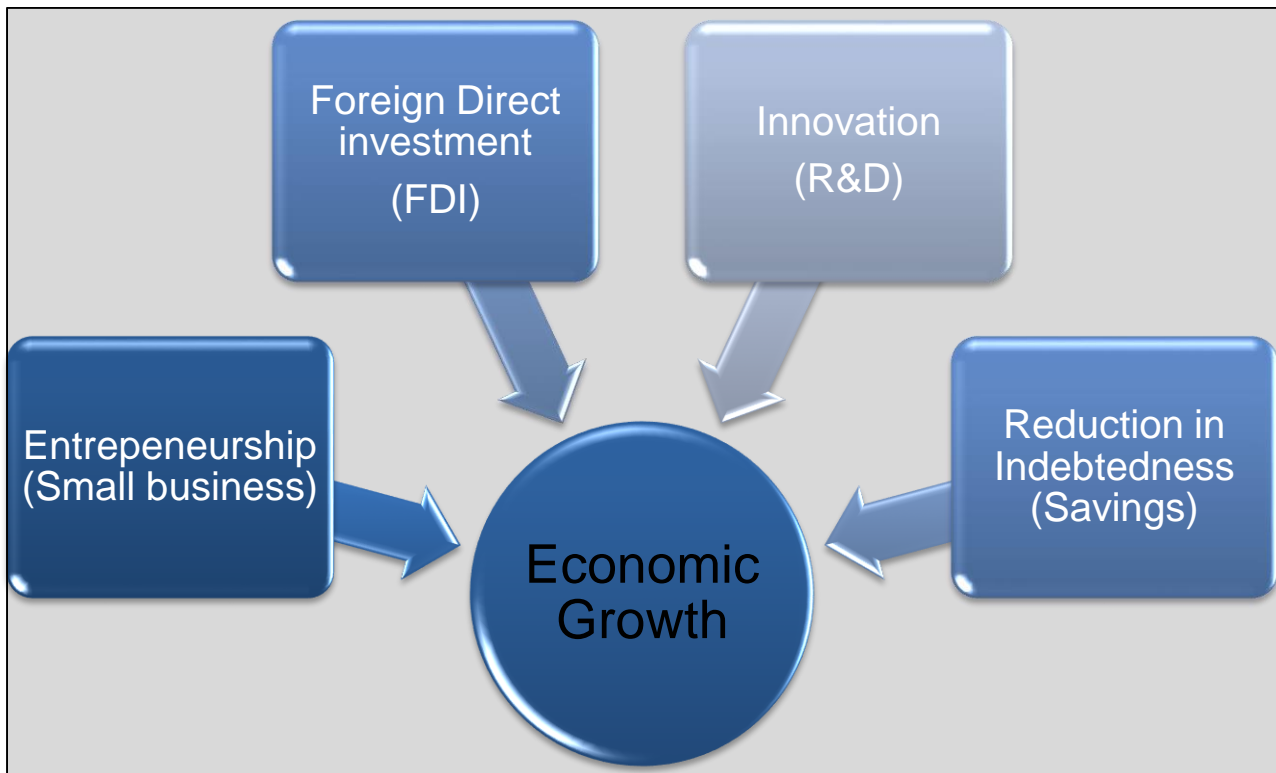 Foreign Direct
investment
(FDI)
Innovation
(R&D)
Entrepeneurship
(Small business)
Reduction in
Indebtedness
(Savings)
Economic
Growth